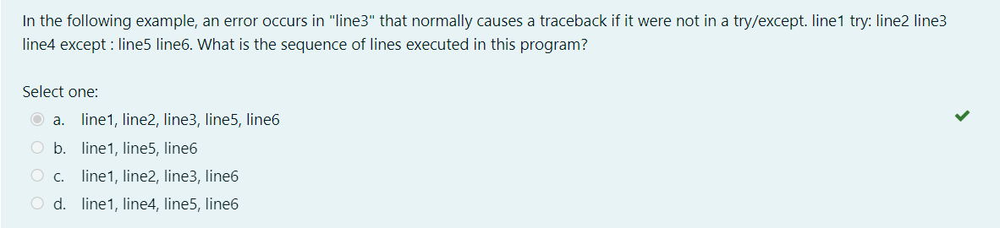 In the following example, an error occurs in "line3" that normally causes a traceback if it were not in a try/except. line1 try: line2 line3
line4 except : line5 line6. What is the sequence of lines executed in this program?
Select one:
a. line1, line2, line3, line5, line6
b. line1, line5, line6
c. line1, line2, line3, line6
d. line1, line4, line5, line6